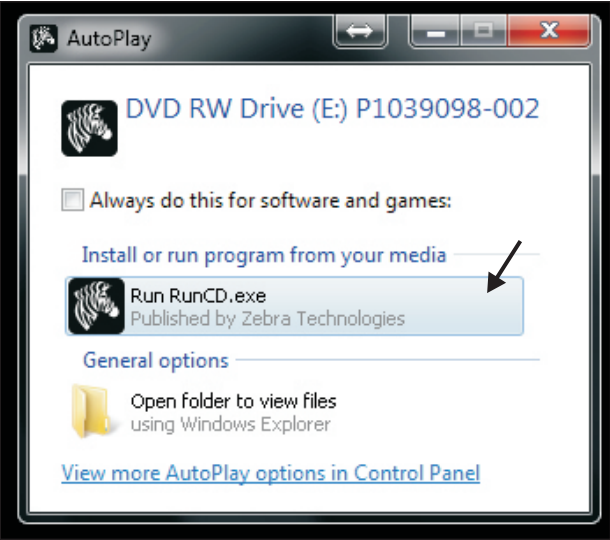 AutoPlay
DVD RW Drive (E:) P1039098-002
Always do this for software and games:
Install or run program from your media
Run RunCD.exe
Published by Zebra Technologies
General options
Open folder to view files
using Windows Explorer
View more AutoPlay options in Control Panel